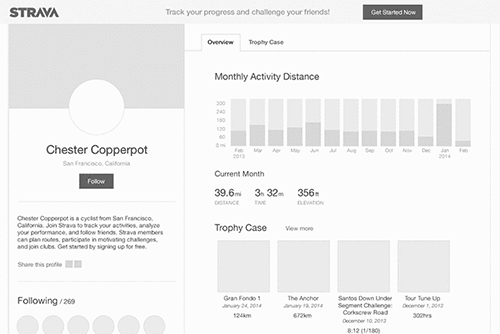 STRAVA
Track your progress and challenge your friends!
Get Started Now
Chester Copperpot
San Francisco, California
Follow
Chester Copperpot is a cyclist from San Francisco,
California. Join Strava to track your activities, analyze
your performance, and follow friends. Strava members
can plan routes, participate in motivating challenges,
and join clubs. Get started by signing up for free.
Share this profile
Following / 269
Overview
Trophy Case
Monthly Activity Distance
200
180
140
100
60
0 mi
Feb
2013
Mar
Apr
May
Jun
Jul
Aug
Sep
Oct
Nov
Dec
Jan
2014
Feb
Current Month
39.6 mi
DISTANCE
3h 32m
TIME
356 ft
ELEVATION
Trophy Case
View more
Gran Fondo 1
January 24, 2014
124km
The Anchor
January 19, 2014
672km
Santos Down Under
Segment Challenge:
Corkscrew Road
December 10, 2013
8:12 (1/180)
Tour Tune Up
December 1, 2013
302hrs